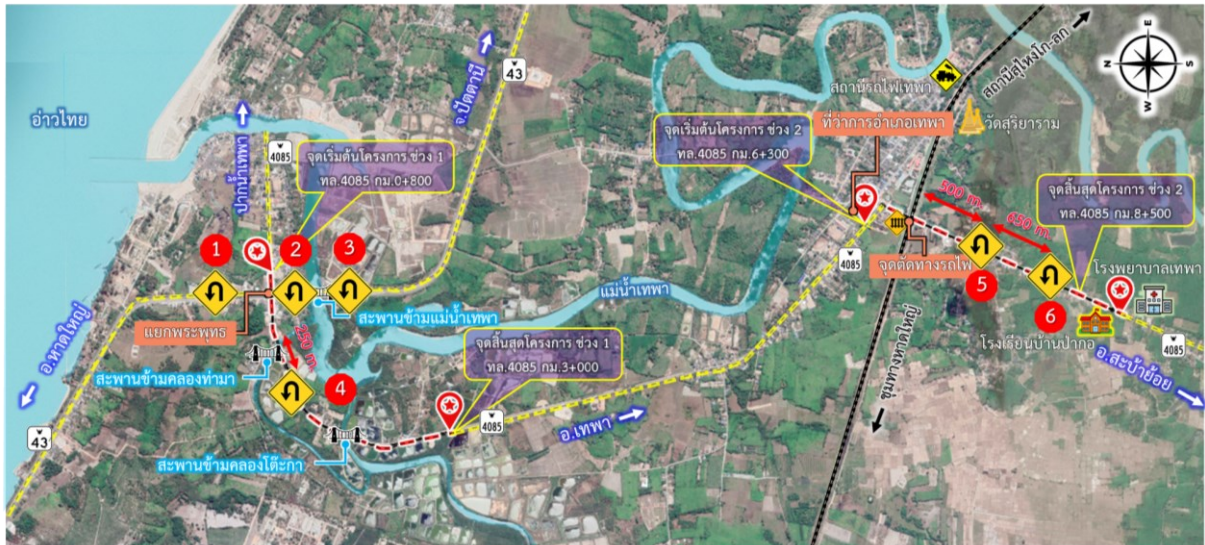 E
N
S
W
สถานีสุไหงโก-ลก
สถานีรถไฟเทพา
ที่ว่าการอำเภอเทพา
วัดสุริยาราม
อ่าวไทย
ปากน้ำเทพา
4085
จ.ปัตตานี
43
จุดเริ่มต้นโครงการ ช่วง 1
ทล.4085 กม.0+800
จุดเริ่มต้นโครงการ ช่วง 2
ทล.4085 กม.6+300
500 m.
650 m.
จุดสิ้นสุดโครงการ ช่วง 2
ทล.4085 กม.8+500
1
2
3
4085
จุดตัดทางรถไฟ
5
โรงพยาบาลเทพา
6
โรงเรียนบ้านป่ากอ
4085
อ.สะบ้าย้อย
แม่น้ำเทพา
สะพานข้ามแม่น้ำเทพา
แยกพระพุทธ
250 m.
สะพานข้ามคลองท่ามา
4
จุดสิ้นสุดโครงการ ช่วง 1
ทล.4085 กม.3+000
อ.หาดใหญ่
43
4085
อ.เทพา
ชุมทางหาดใหญ่
สะพานข้ามคลองโต๊ะกา